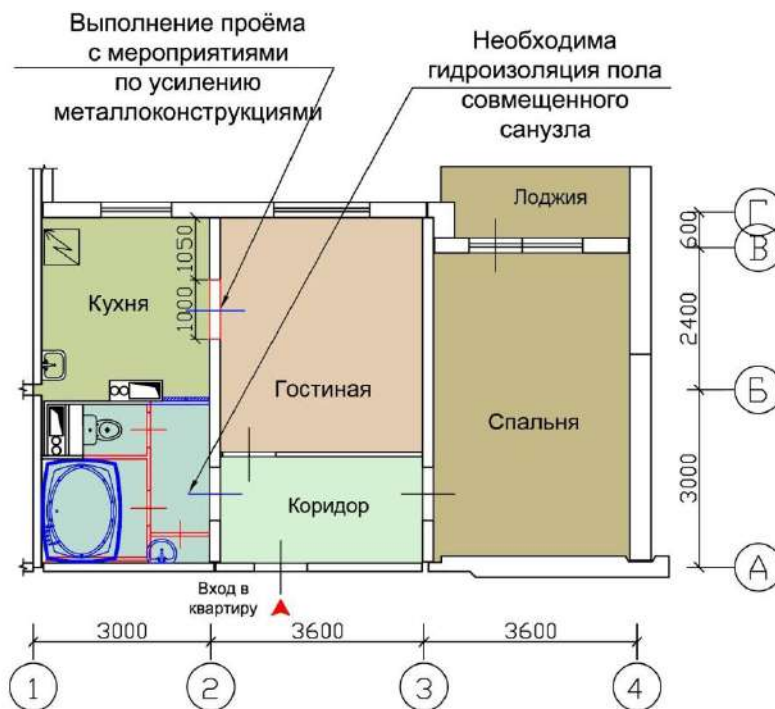 Выполнение проёма
с мероприятиями
по усилению
металлоконструкциями
Необходима
гидроизоляция пола
совмещенного
санузла
Лоджия
Г
600
В
1050
Кухня
1000
2400
Гостиная
Б
Спальня
3000
Коридор
А
Вход в
квартиру
3000
3600
3600
1
2
3
4